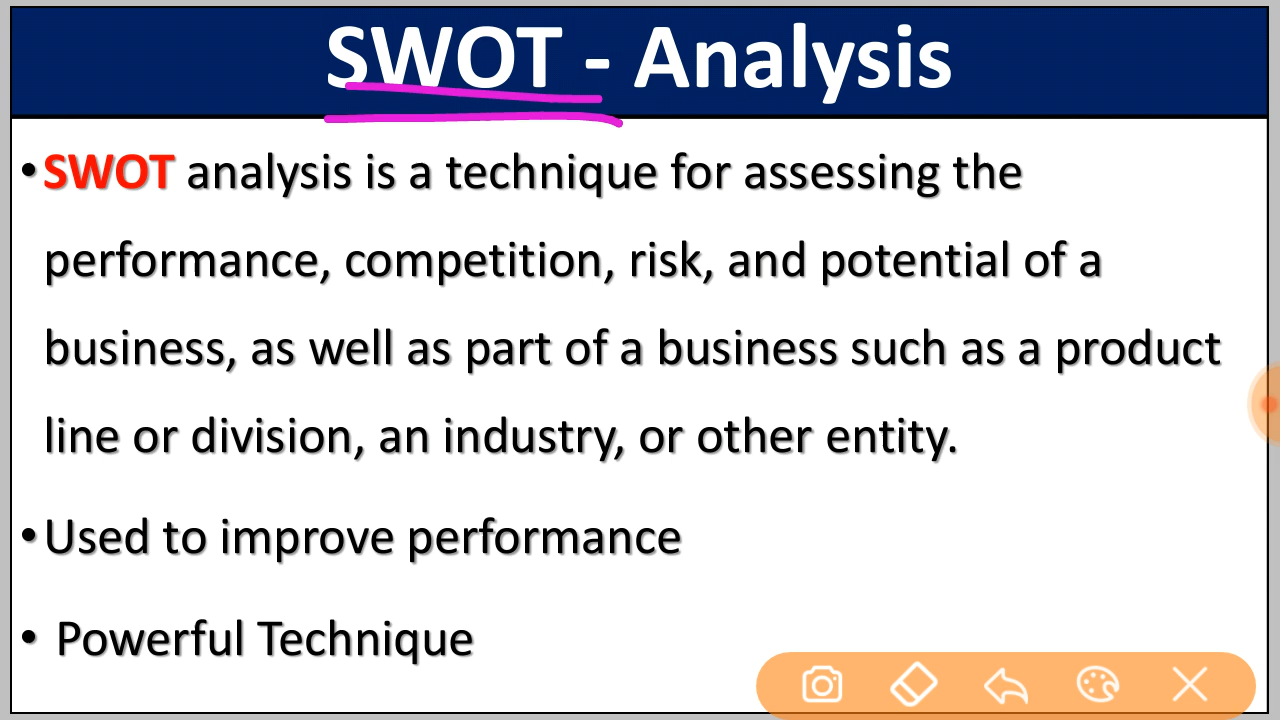 SWOT - Analysis
•SWOT analysis is a technique for assessing the
performance, competition, risk, and potential of a
business, as well as part of a business such as a product
line or division, an industry, or other entity.
•Used to improve performance
• Powerful Technique